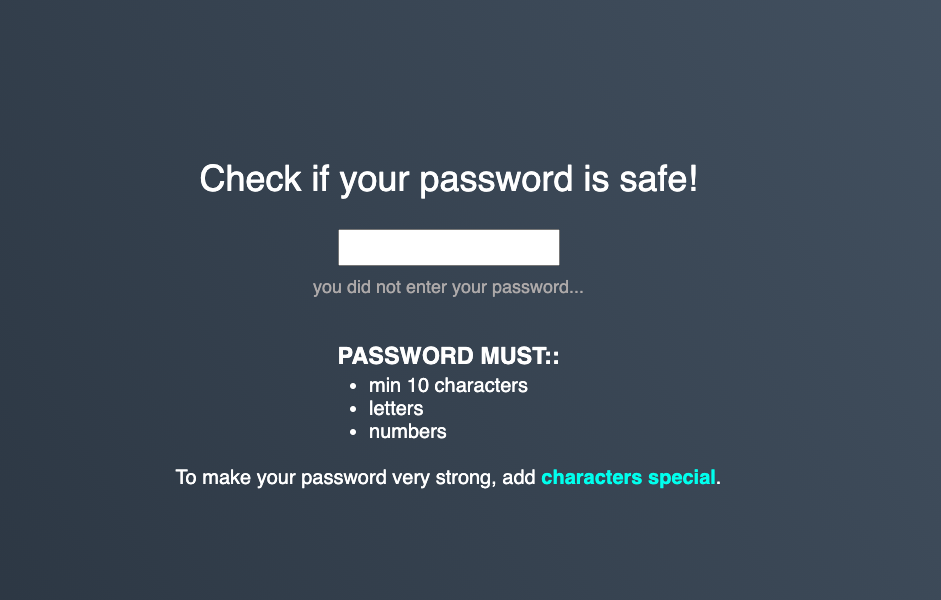 Check if your password is safe!
you did not enter your password...
PASSWORD MUST::
• min 10 characters
• letters
• numbers
To make your password very strong, add characters special.